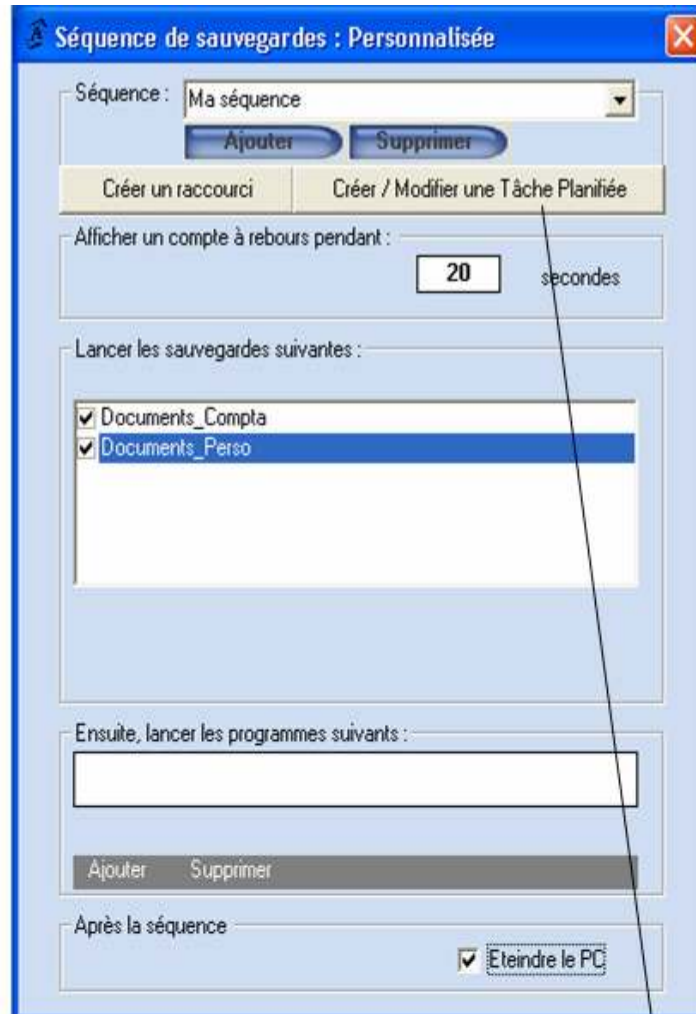 Séquence de sauvegardes : Personnalisée
Séquence : Ma séquence
Ajouter Supprimer
Créer un raccourci Créer / Modifier une Tâche Planifiée
Afficher un compte à rebours pendant :
20 secondes
Lancer les sauvegardes suivantes :
Documents_Compta
Documents_Perso
Ensuite, lancer les programmes suivants :
Ajouter Supprimer
Après la séquence
Eteindre le PC